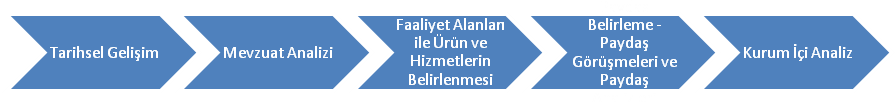 Tarihsel Gelişim
Mevzuat Analizi
Faaliyet Alanları
ile Ürün ve
Hizmetlerin
Belirlenmesi
Belirleme -
Paydaş
Görüşmeleri ve
Paydaş
Kurum İçi Analiz